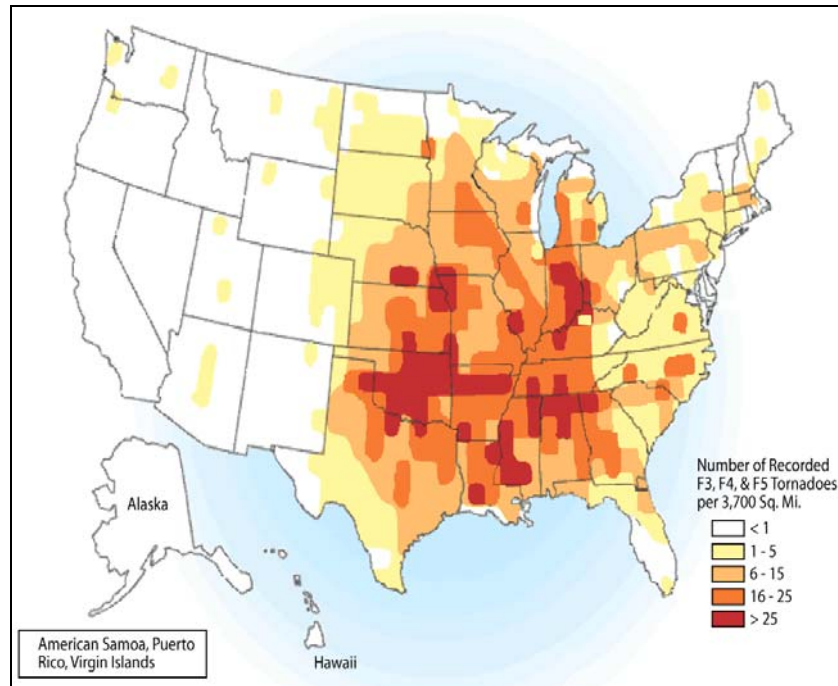 Alaska
Hawaii
American Samoa, Puerto
Rico, Virgin Islands
Number of Recorded
F3, F4, & F5 Tornadoes
per 3,700 Sq. Mi.
< 1
1 - 5
6 - 15
16 - 25
> 25